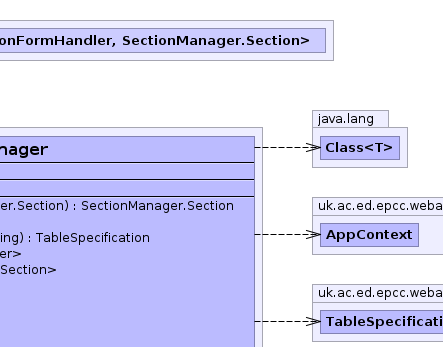 onFormHandler, SectionManager.Section>
java.lang
nager
Class<T>
er.Section) : SectionManager.Section
uk.ac.ed.epcc.weba
ing) : TableSpecification
AppContext
er>
Section>
uk.ac.ed.epcc.weba
TableSpecificati